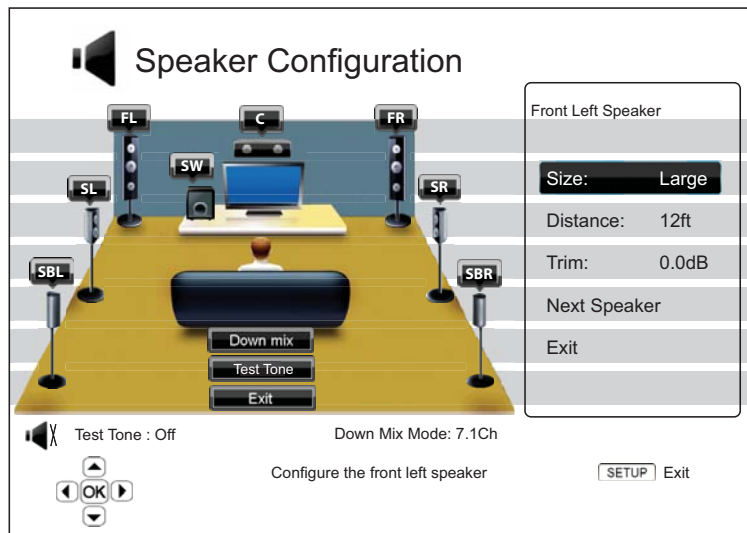 Speaker Configuration
FL
C
FR
SW
SL
SR
SBL
SBR
Down mix
Test Tone
Exit
Front Left Speaker
Size: Large
Distance: 12ft
Trim: 0.0dB
Next Speaker
Exit
Test Tone : Off
Down Mix Mode: 7.1Ch
OK
Configure the front left speaker
SETUP Exit